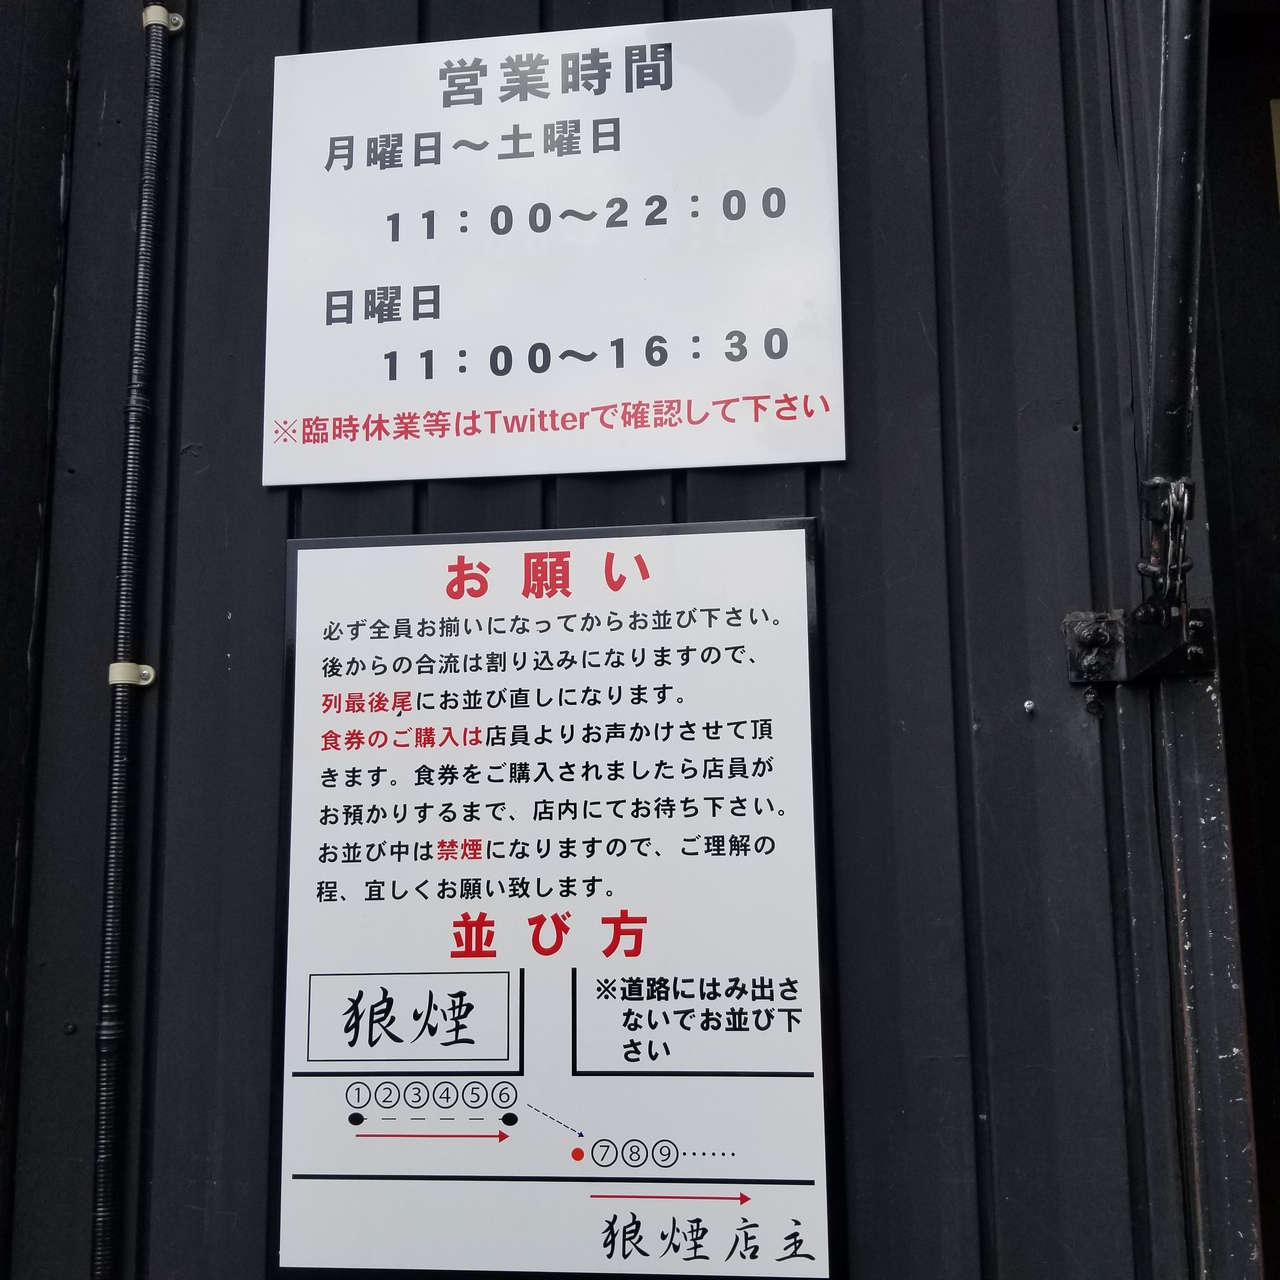 営業時間
月曜日～土曜日
11：00～22：00
日曜日
11：00～16：30
※臨時休業等はTwitterで確認して下さい
お願い
必ず全員お揃いになってからお並び下さい。
後からの合流は割り込みになりますので、
列最後尾にお並び直しになります。
食券のご購入は店員よりお声かけさせて頂
きます。食券をご購入されましたら店員が
お預かりするまで、店内にてお待ち下さい。
お並び中は禁煙になりますので、ご理解の
程、宜しくお願い致します。
並び方
狼煙
※道路にはみ出さ
ないでお並び下
さい
①②③④⑤⑥
⑦⑧⑨……
狼煙店主